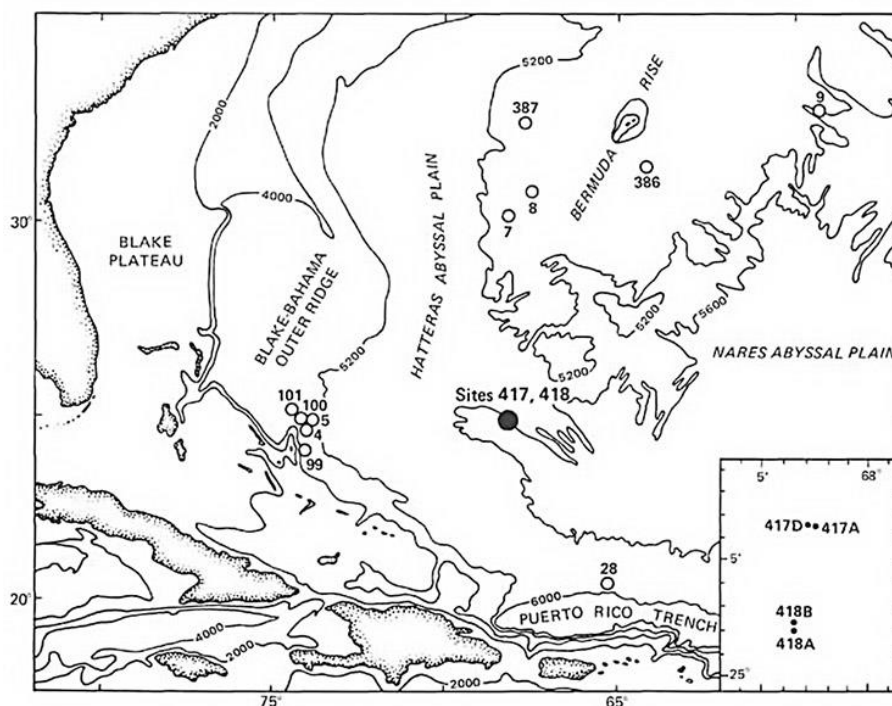 5200
2000
BERMUDA RISE
9
387
386
8
7
4000
30°
BLAKE
PLATEAU
HATTERAS ABYSSAL PLAIN
BLAKE-BAHAMA
OUTER RIDGE
5200
5200
5600
5200
NARES ABYSSAL PLAIN
Sites 417, 418
101
100
5
4
99
5'
68
417D
417A
5'
418B
418A
25°
28
20°
6000
PUERTO RICO TRENCH
4000
2000
2000
75°
65°